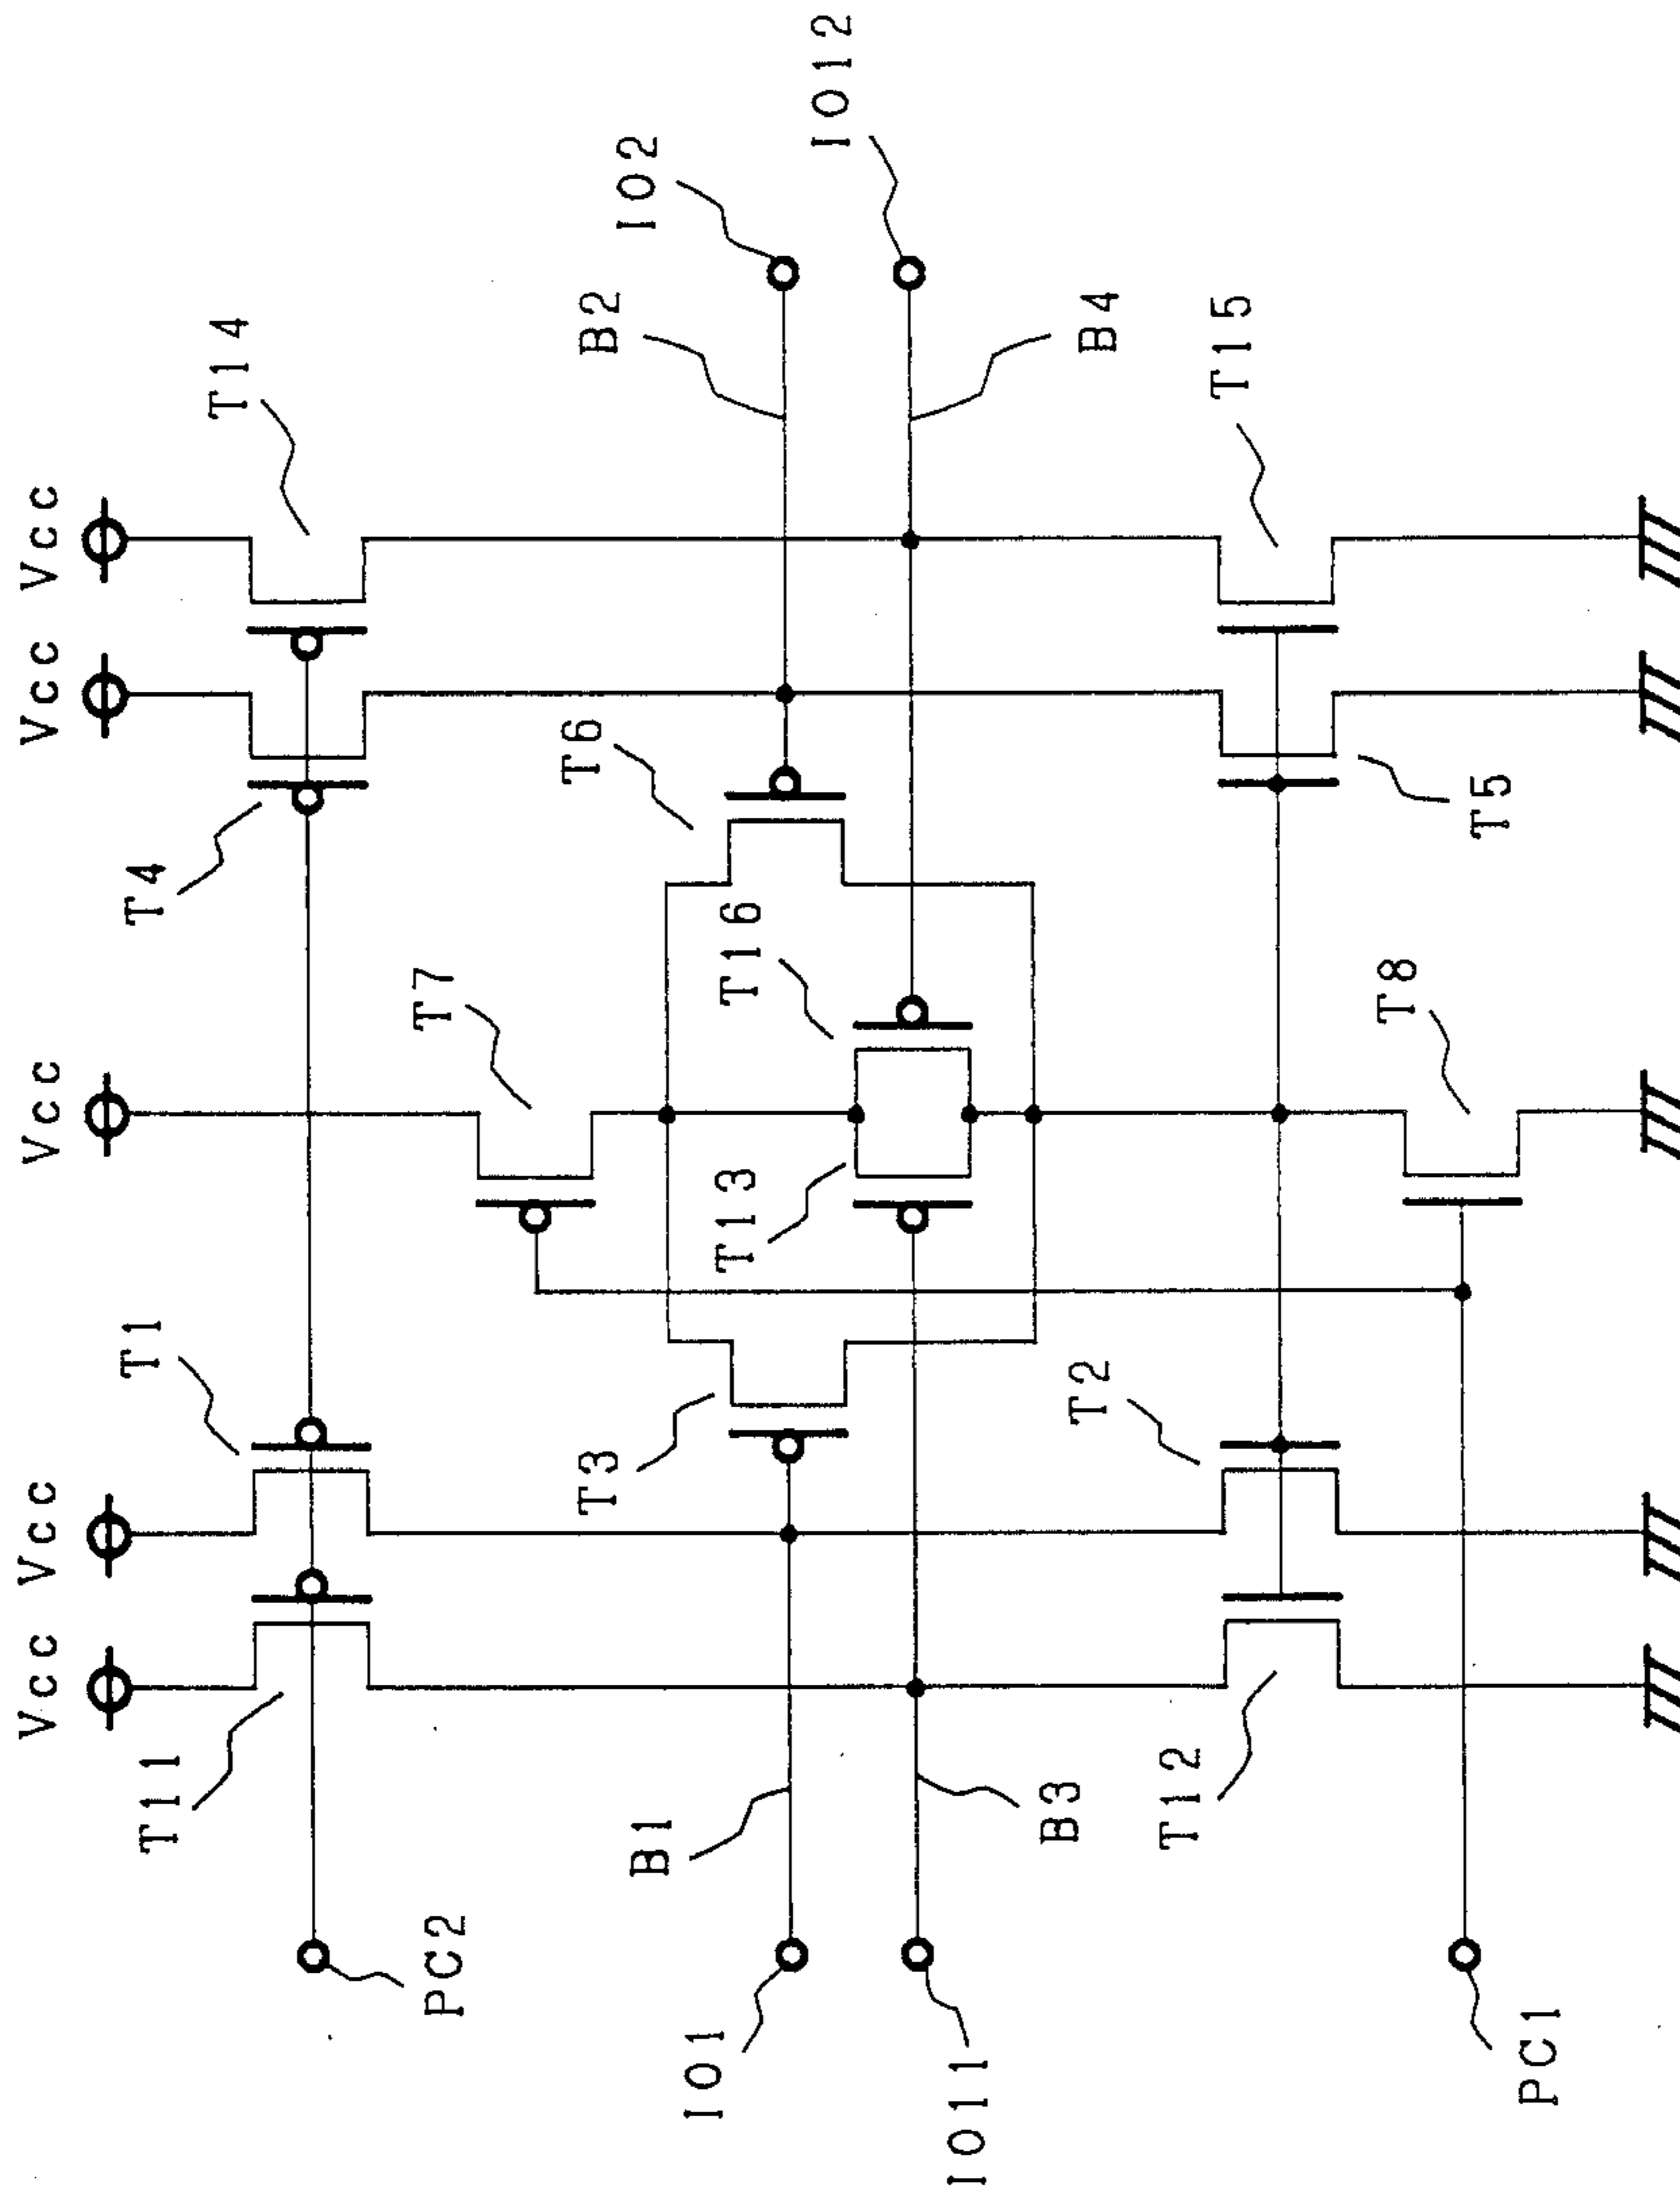 Vcc
Vcc
Vcc
Vcc
Vcc
T11
T1
T4
T14
T7
PC2
T3
T6
T13
T16
B1
B2
IO1
IO2
IO11
IO12
B3
B4
T2
T12
T8
T5
T15
PC1